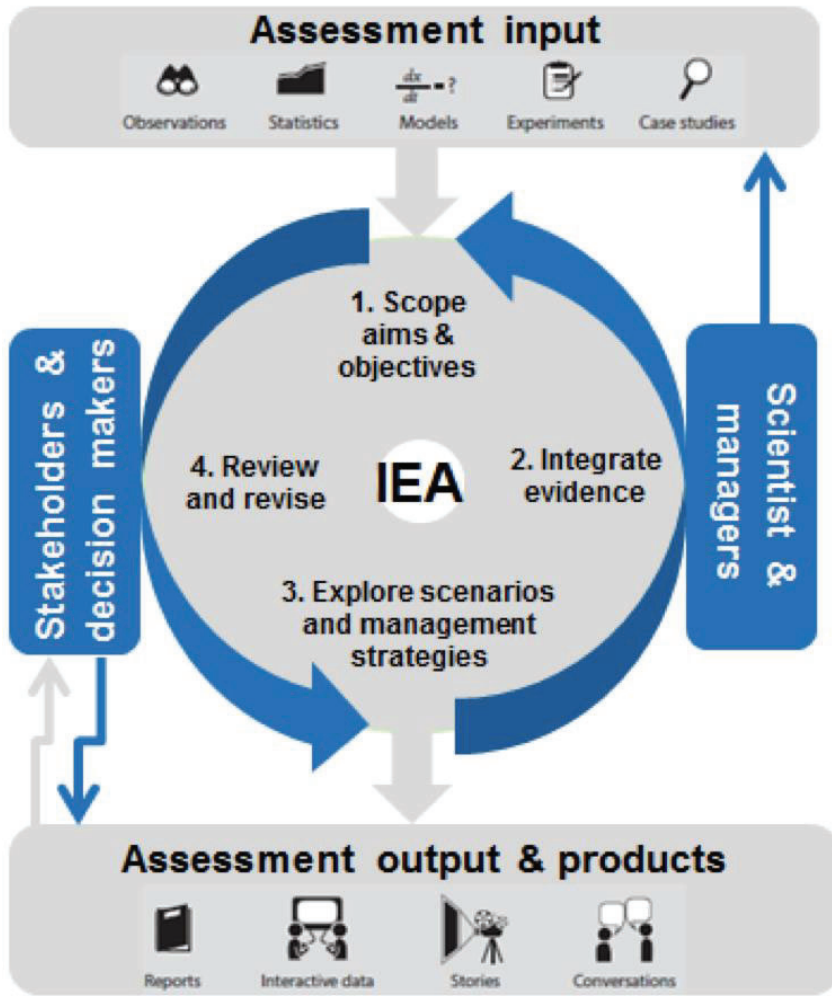 Assessment input
dx
dt
=?
Observations
Statistics
Models
Experiments
Case studies
1. Scope
aims &
objectives
Stakeholders &
decision makers
4. Review
and revise
IEA
2. Integrate
evidence
Scientist &
managers
3. Explore scenarios
and management
strategies
Assessment output & products
Reports
Interactive data
Stories
Conversations